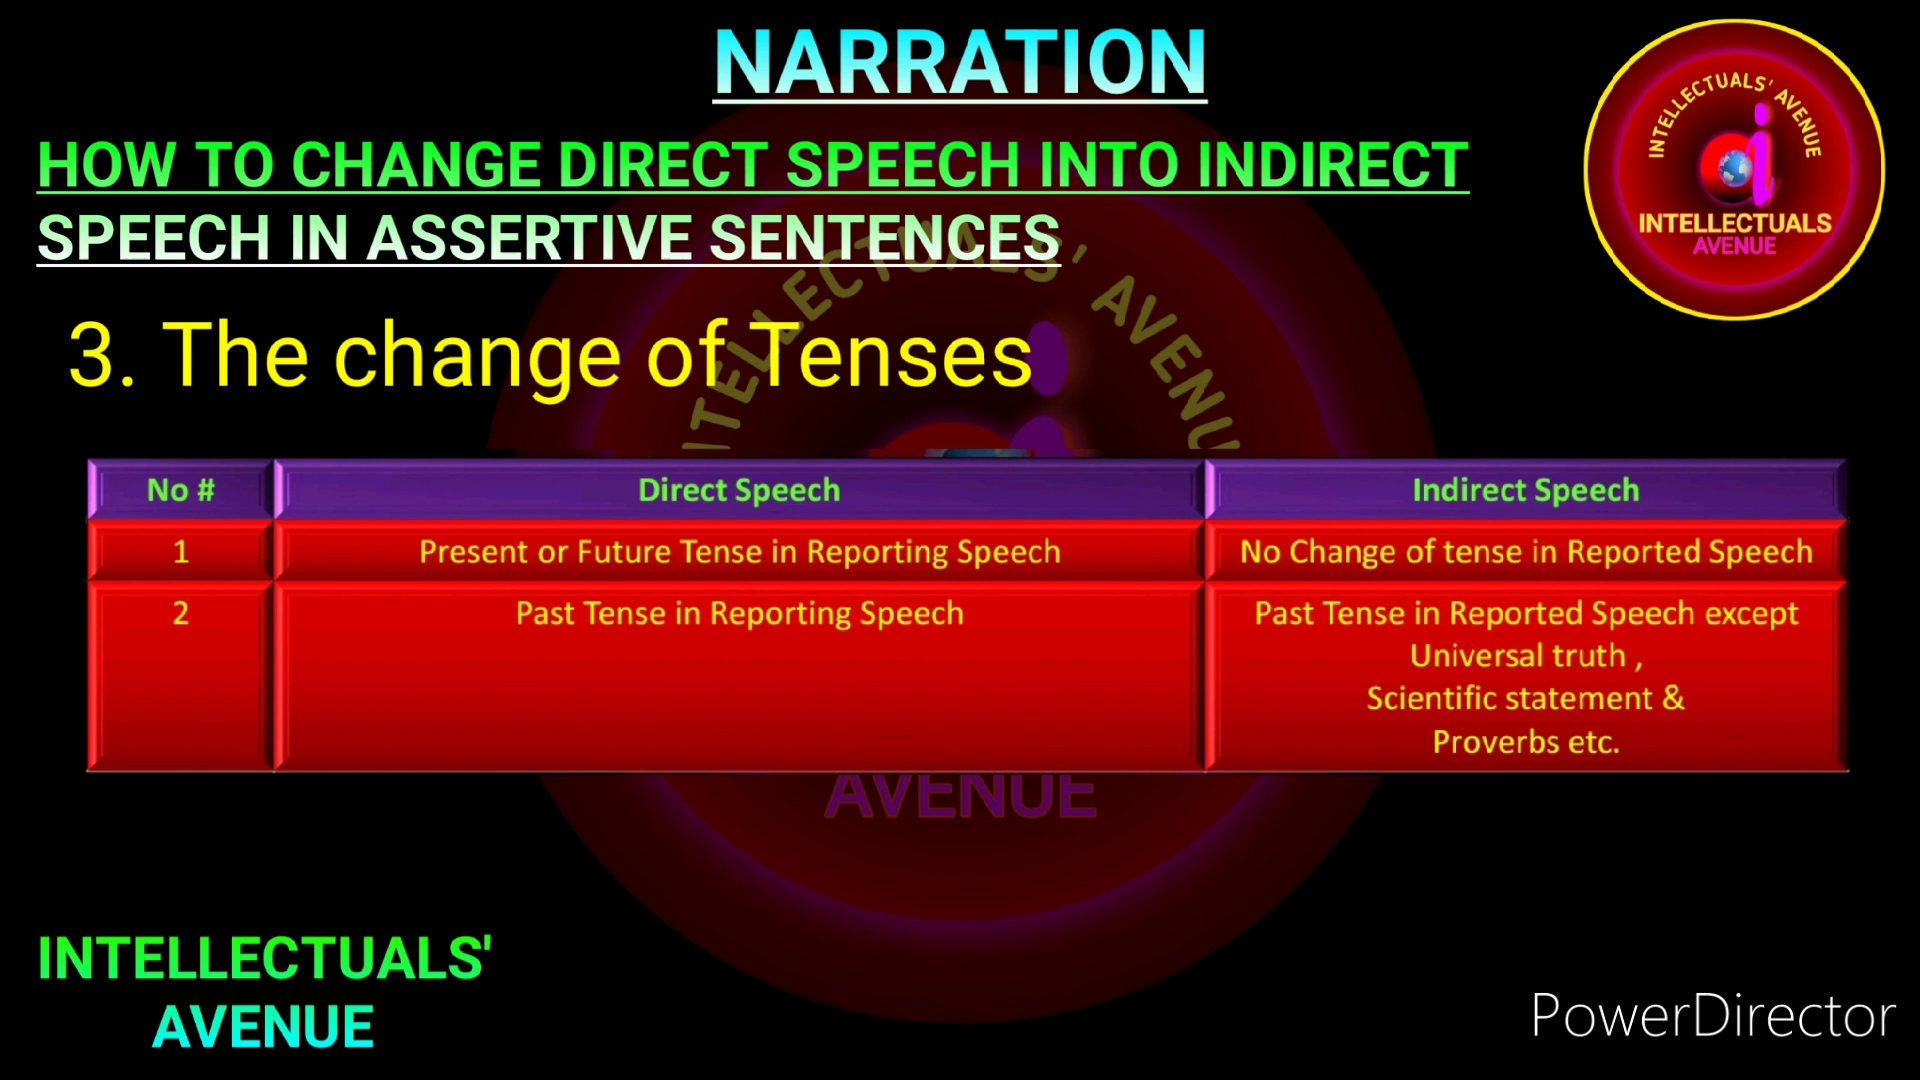 NARRATION
HOW TO CHANGE DIRECT SPEECH INTO INDIRECT
SPEECH IN ASSERTIVE SENTENCES
INTELLECTUALS' AVENUE
INTELLECTUALS
AVENUE
3. The change of Tenses
INTELLECTUALS' AVENU
No # Direct Speech Indirect Speech
1 Present or Future Tense in Reporting Speech No Change of tense in Reported Speech
2 Past Tense in Reporting Speech Past Tense in Reported Speech except
Universal truth ,
Scientific statement &
Proverbs etc.
AVENUE
INTELLECTUALS'
AVENUE
PowerDirector